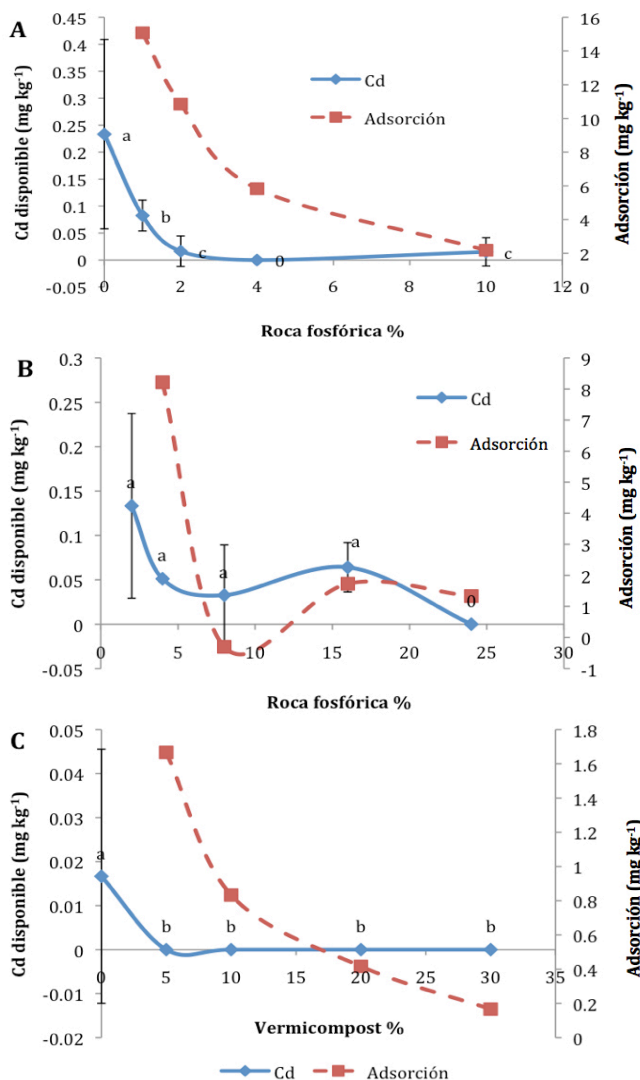 A
0.45
0.4
0.35
0.3
0.25
0.2
0.15
0.1
0.05
0
-0.05
Cd disponible (mg kg-1)
16
14
12
10
8
6
4
2
0
Adsorción (mg kg-1)
Cd
Adsorción
a
b
c
0
c
0 2 4 6 8 10 12
Roca fosfórica %
B
0.3
0.25
0.2
0.15
0.1
0.05
0
-0.05
Cd disponible (mg kg-1)
9
8
7
6
5
4
3
2
1
0
-1
Adsorción (mg kg-1)
Cd
Adsorción
a
a
a
a
0
0 5 10 15 20 25 30
Roca fosfórica %
C
0.05
0.04
0.03
0.02
0.01
0
-0.01
-0.02
Cd disponible (mg kg-1)
1.8
1.6
1.4
1.2
1
0.8
0.6
0.4
0.2
0
Adsorción (mg kg-1)
a
b b b b
0 5 10 15 20 25 30 35
Vermicompost %
Cd Adsorción